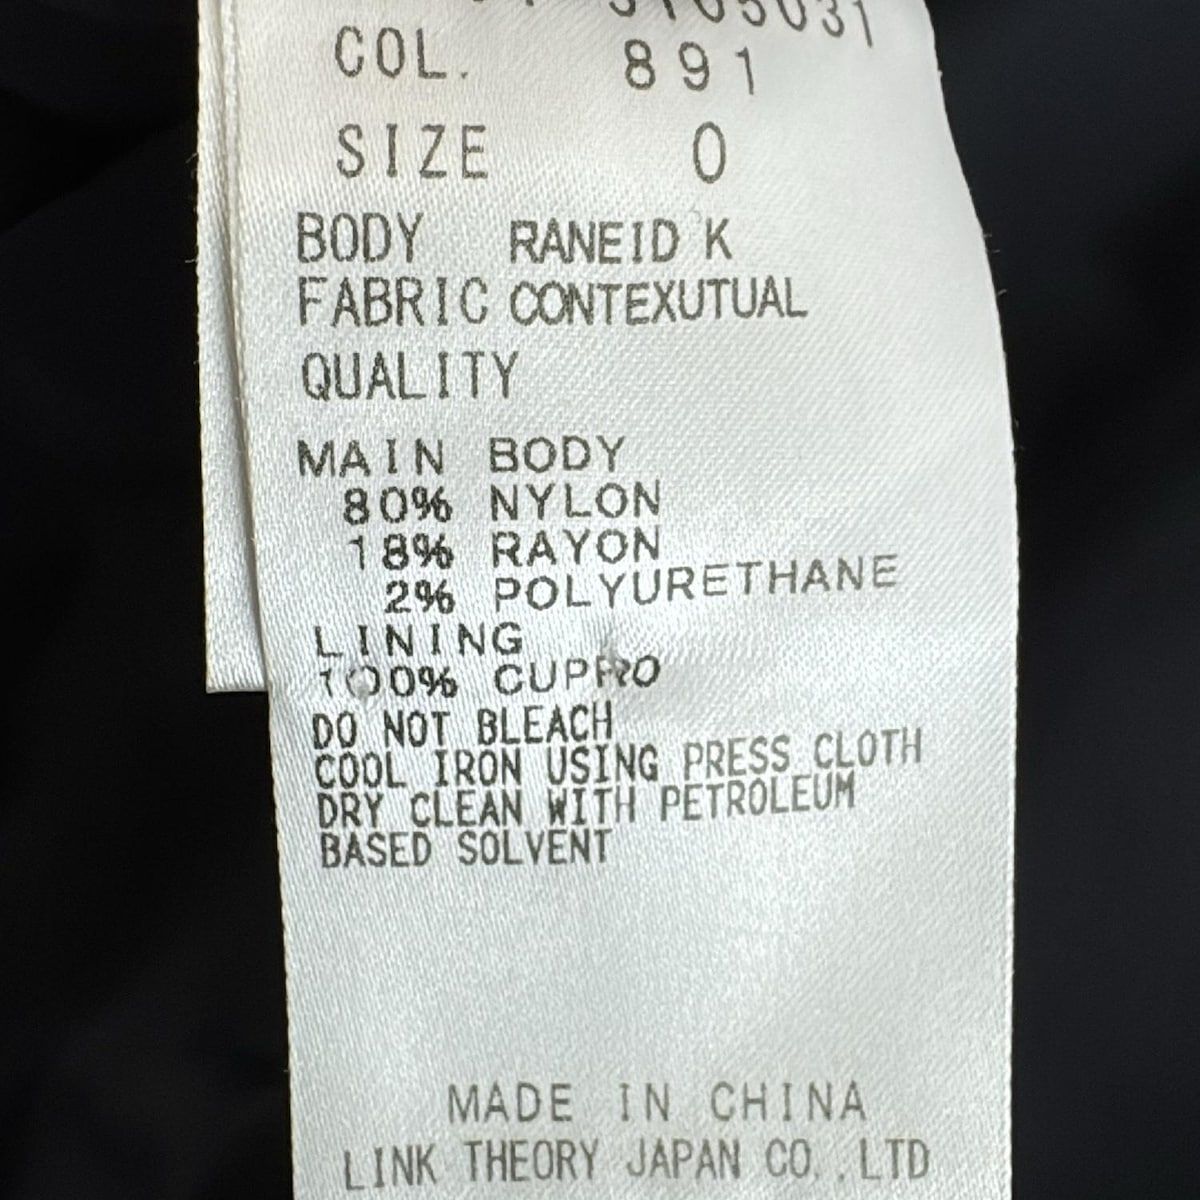 COL. 891
SIZE 0
BODY RANEID K
FABRIC CONTEXUTUAL
QUALITY
MAIN BODY
80% NYLON
18% RAYON
2% POLYURETHANE
LINING
100% CUPRO
DO NOT BLEACH
COOL IRON USING PRESS CLOTH
DRY CLEAN WITH PETROLEUM
BASED SOLVENT
MADE IN CHINA
LINK THEORY JAPAN CO.,LTD